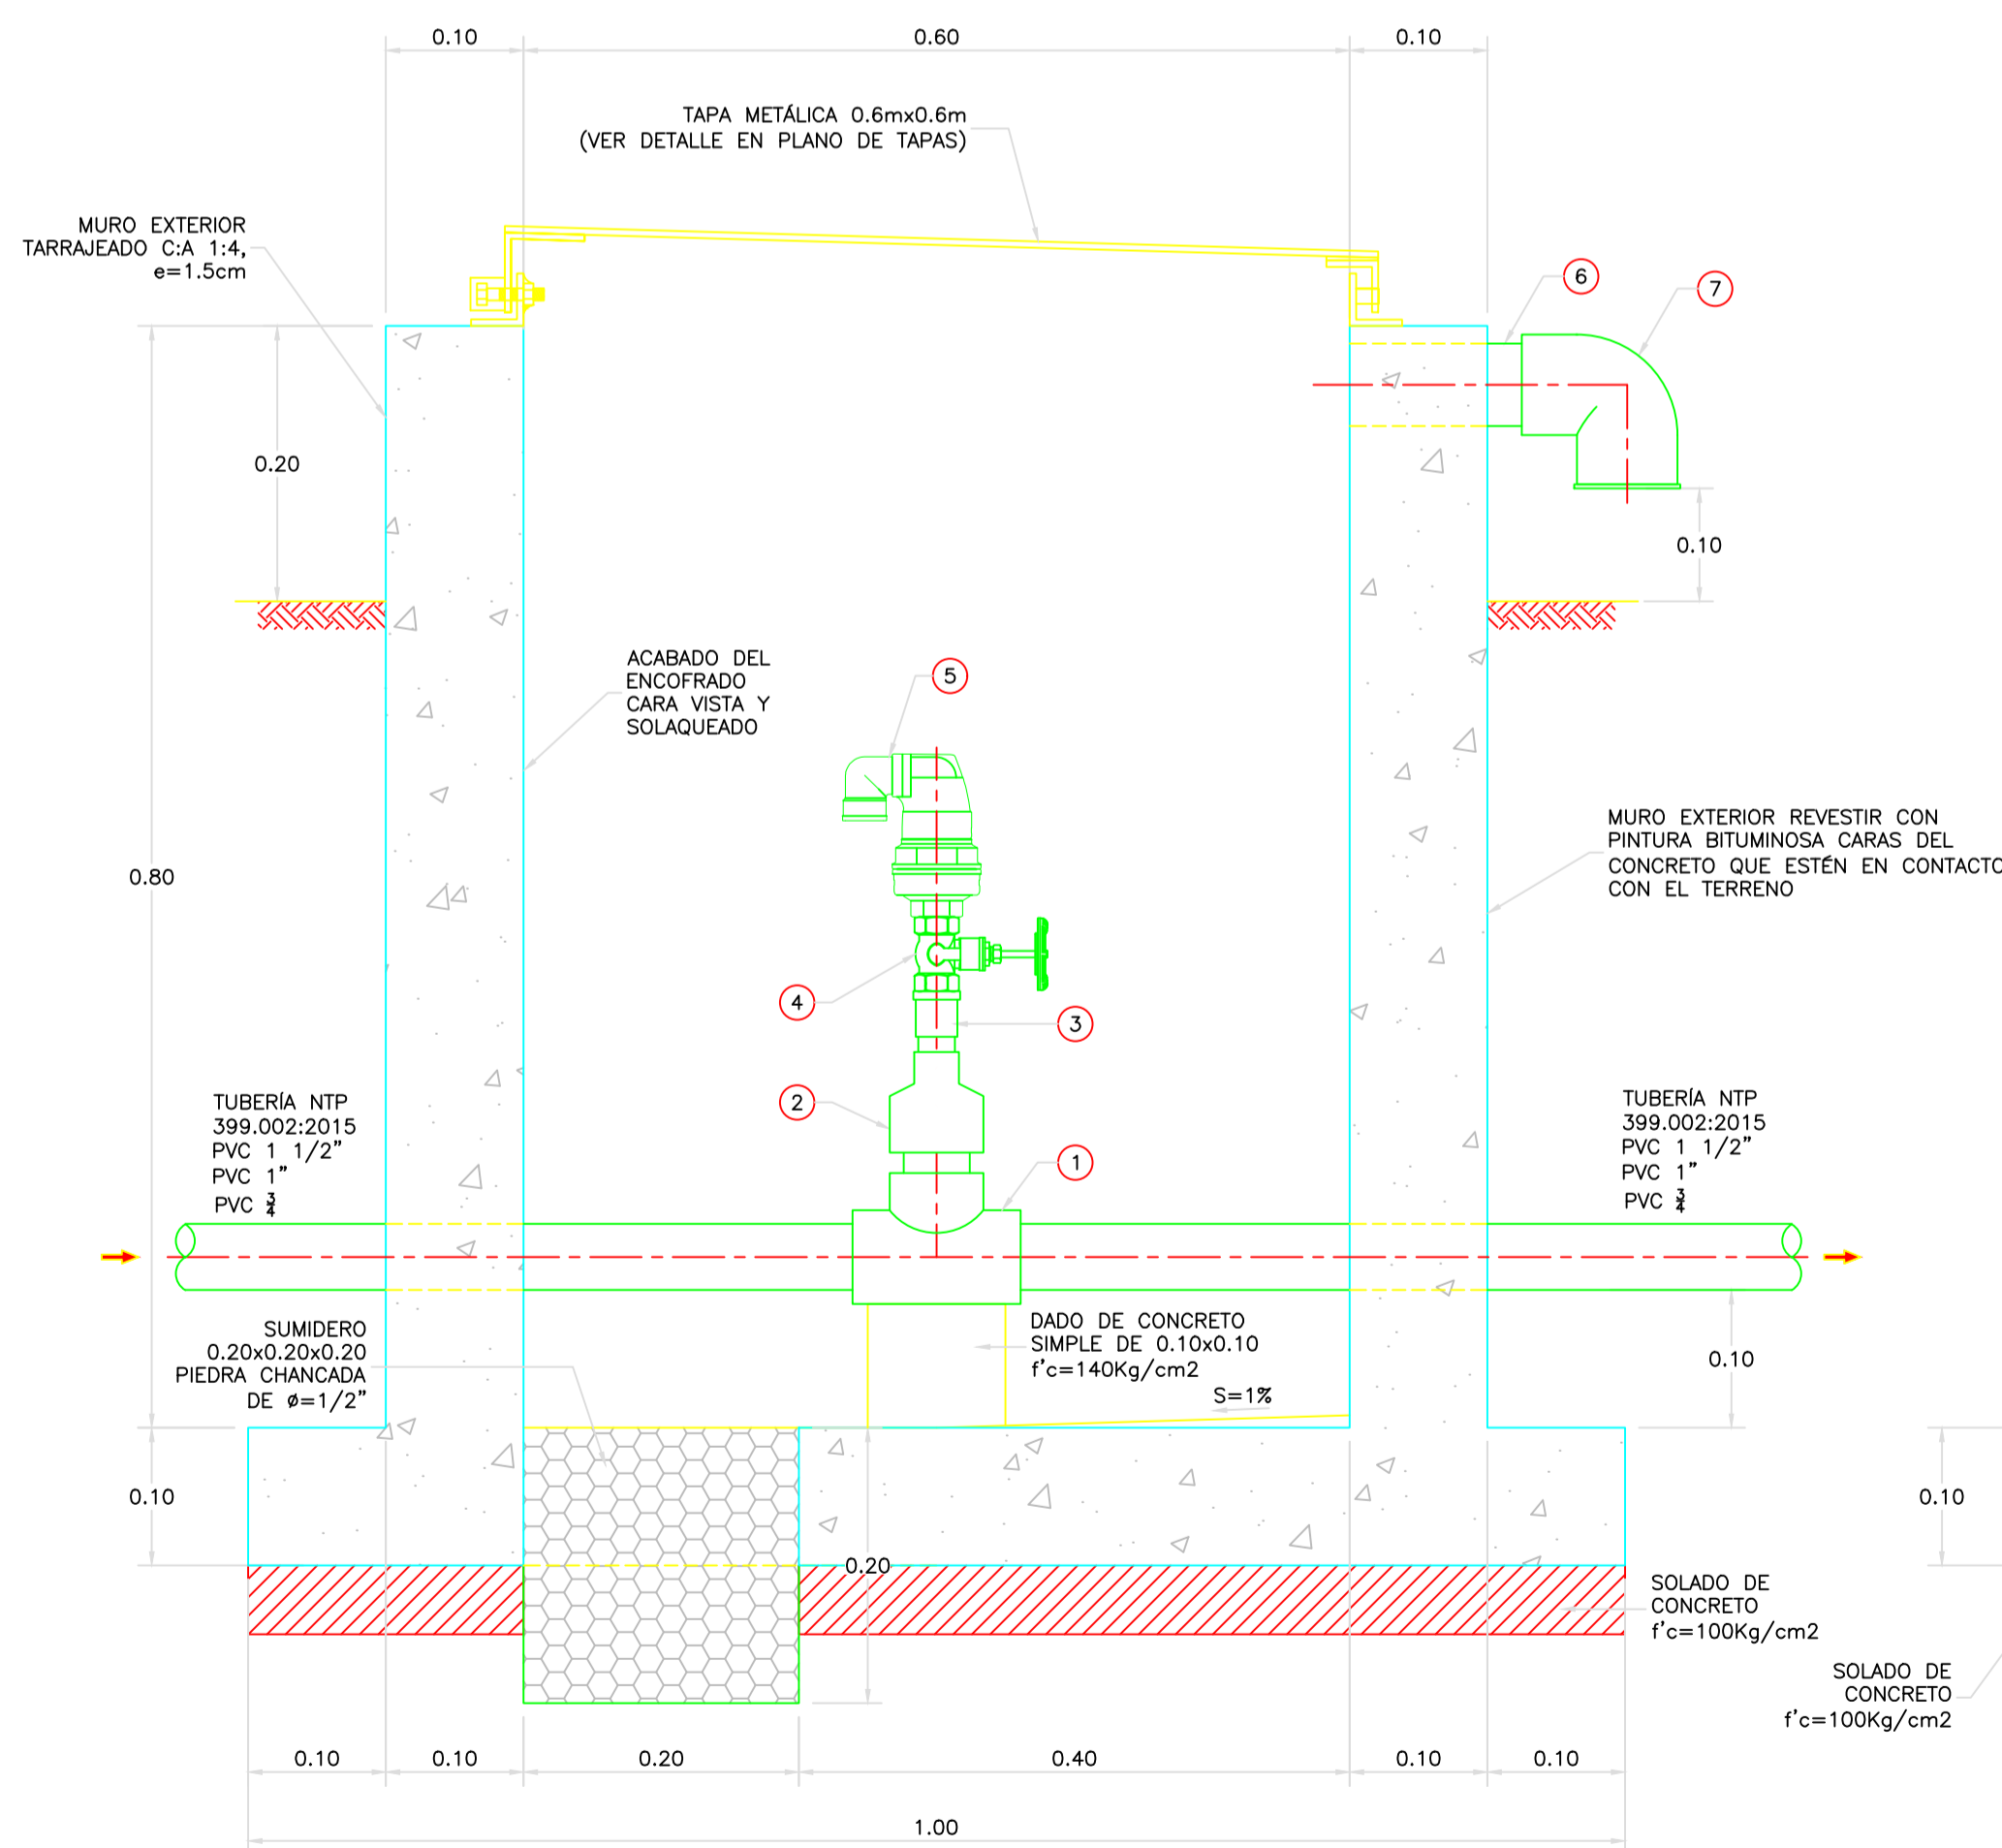 0.10
0.60
0.10
TAPA METÁLICA 0.6mx0.6m
(VER DETALLE EN PLANO DE TAPAS)
MURO EXTERIOR
TARRAJEADO C:A 1:4,
e=1.5cm
6
7
0.20
0.10
ACABADO DEL
ENCOFRADO
CARA VISTA Y
SOLAQUEADO
5
MURO EXTERIOR REVESTIR CON
PINTURA BITUMINOSA CARAS DEL
CONCRETO QUE ESTÉN EN CONTACTO
CON EL TERRENO
0.80
4
3
2
1
TUBERÍA NTP
399.002:2015
PVC 1 1/2"
PVC 1"
PVC 3/4
TUBERÍA NTP
399.002:2015
PVC 1 1/2"
PVC 1"
PVC 3/4
SUMIDERO
0.20x0.20x0.20
PIEDRA CHANCADA
DE ø=1/2"
DADO DE CONCRETO
SIMPLE DE 0.10x0.10
f'c=140Kg/cm2
S=1%
0.10
0.10
0.10
0.20
SOLADO DE
CONCRETO
f'c=100Kg/cm2
SOLADO DE
CONCRETO
f'c=100Kg/cm2
0.10
0.10
0.20
0.40
0.10
0.10
1.00